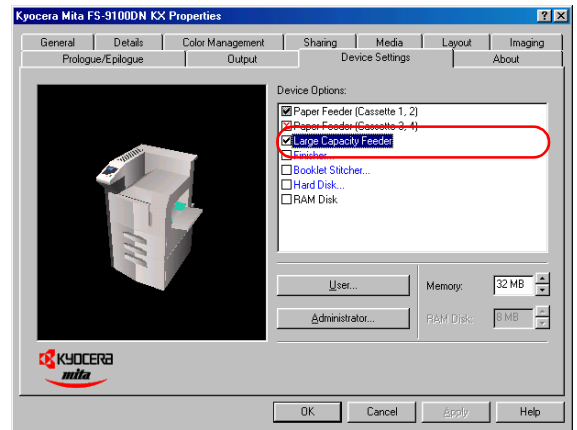 Kyocera Mita FS-9100DN KX Properties
General Details Color Management Sharing Media Layout Imaging
Prologue/Epilogue Output Device Settings About
Device Options:
Paper Feeder (Cassette 1, 2)
Paper Feeder (Cassette 3, 4)
Large Capacity Feeder
Finisher...
Booklet Stitcher...
Hard Disk...
RAM Disk
User... Memory: 32 MB
Administrator... RAM Disk: 8 MB
KYOCERA
mita
OK Cancel Apply Help